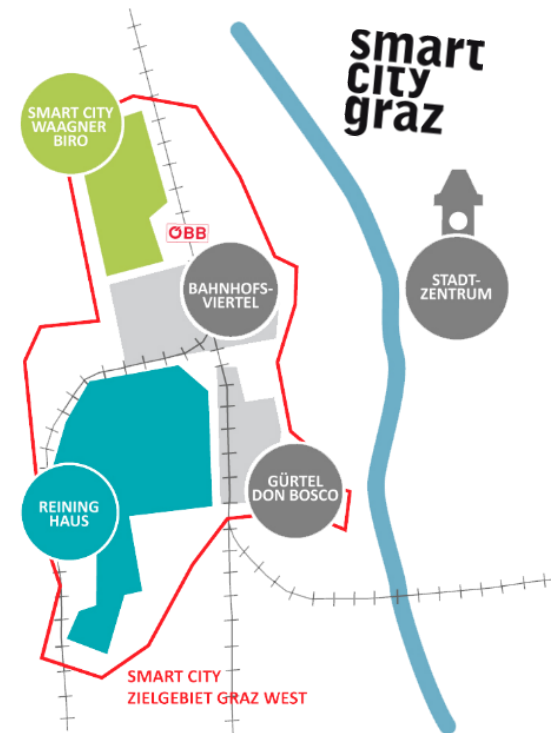 smart
city
graz
SMART CITY
WAAGNER
BIRO
ÖBB
BAHNHOFS-
VIERTEL
STADT-
ZENTRUM
GÜRTEL
DON BOSCO
REINING
HAUS
SMART CITY
ZIELGEBIET GRAZ WEST